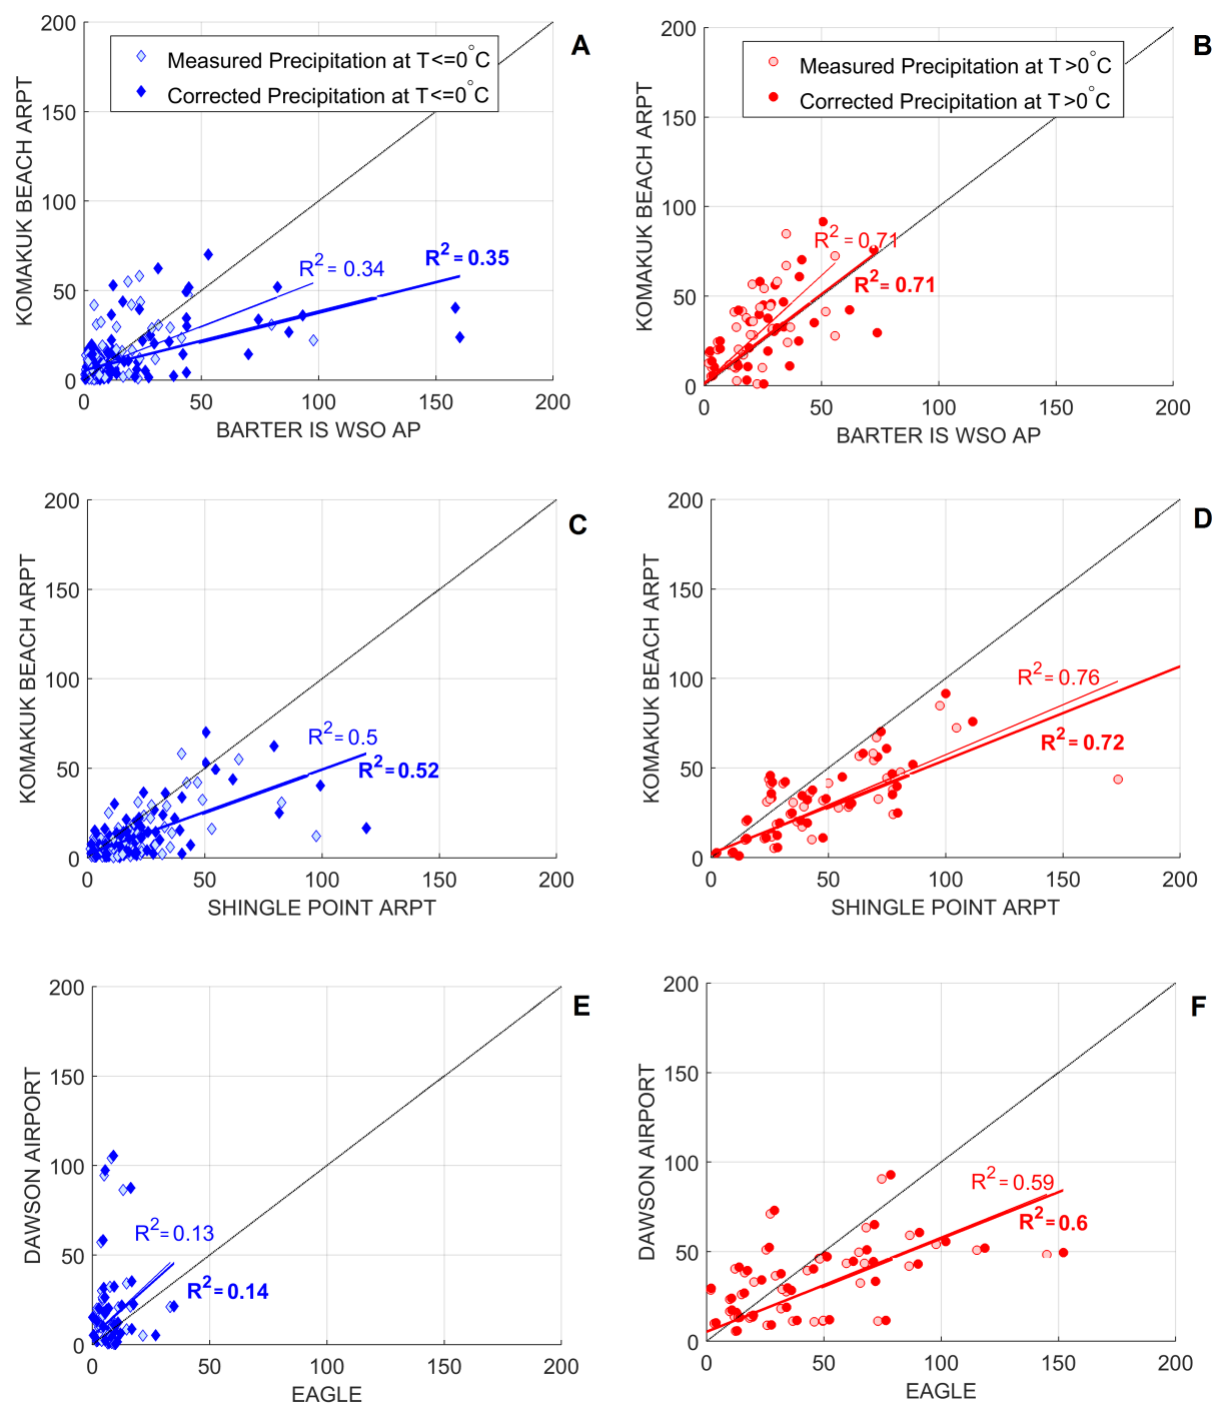 A
Measured Precipitation at T<=0°C
Corrected Precipitation at T<=0°C
KOMAKUK BEACH ARPT
200
150
100
50
0
R² = 0.34
R² = 0.35
0 50 100 150 200
BARTER IS WSO AP
B
Measured Precipitation at T>0°C
Corrected Precipitation at T>0°C
KOMAKUK BEACH ARPT
200
150
100
50
0
R² = 0.71
R² = 0.71
0 50 100 150 200
BARTER IS WSO AP
C
KOMAKUK BEACH ARPT
200
150
100
50
0
R² = 0.5
R² = 0.52
0 50 100 150 200
SHINGLE POINT ARPT
D
KOMAKUK BEACH ARPT
200
150
100
50
0
R² = 0.76
R² = 0.72
0 50 100 150 200
SHINGLE POINT ARPT
E
DAWSON AIRPORT
200
150
100
50
0
R² = 0.13
R² = 0.14
0 50 100 150 200
EAGLE
F
DAWSON AIRPORT
200
150
100
50
0
R² = 0.59
R² = 0.6
0 50 100 150 200
EAGLE